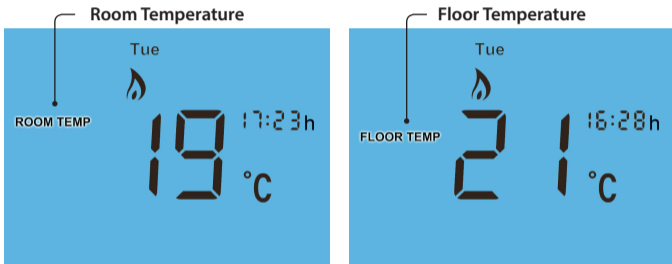 Room Temperature
Tue
ROOM TEMP
19
17:23h
°C
Floor Temperature
Tue
FLOOR TEMP
21
16:28h
°C